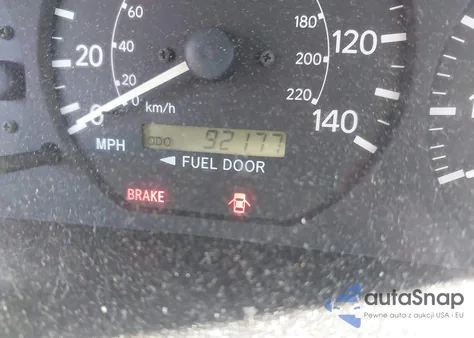 180
60
20
120
40
200
20
0
220
0
km/h
140
MPH
ODO 92177
◄ FUEL DOOR
BRAKE
autaSnap
Pewne auta z aukcji USA i EU